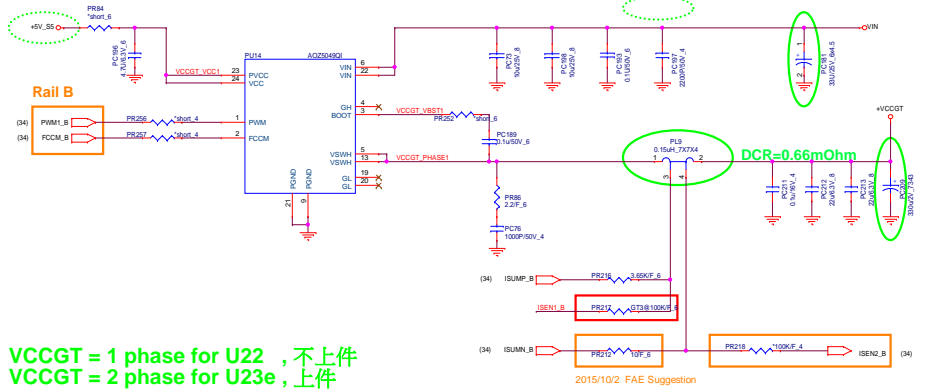 PR84
*short_6
+5V_S5
PC196
4.7U/6.3V_6
VCCGT_VCC1
PU14
AOZ5049QI
23
24
PVCC
VCC
VIN
VIN
6
22
VIN
PC73
10u/25V_8
PC198
10u/25V_8
PC193
0.1U/50V_6
PC197
2200P/50V_4
1
2
PC181
33U/25V_6x4.5
Rail B
(34)
PWM1_B
PR256
*short_4
1
PWM
(34)
FCCM_B
PR257
*short_4
2
FCCM
GH
BOOT
4
3
VCCGT_VBST1
PR252
*short_6
PC189
0.1u/50V_6
VSWH
VSWH
5
13
VCCGT_PHASE1
GL
GL
19
20
PGND
PGND
21
9
PR86
2.2/F_6
PC76
1000P/50V_4
PL9
0.15uH_7X7X4
1
2
3
4
DCR=0.66mOhm
+VCCGT
PC211
0.1u/16V_4
PC212
22u/6.3V_8
PC213
22u/6.3V_8
PC209
330u/2V_7343
(34)
ISUMP_B
PR216
3.65K/F_6
ISEN1_B
PR217
GT3@100K/F_6
(34)
ISUMN_B
PR212
10/F_6
PR218
*100K/F_4
ISEN2_B
(34)
2015/10/2 FAE Suggestion
VCCGT = 1 phase for U22 , 不上件
VCCGT = 2 phase for U23e , 上件